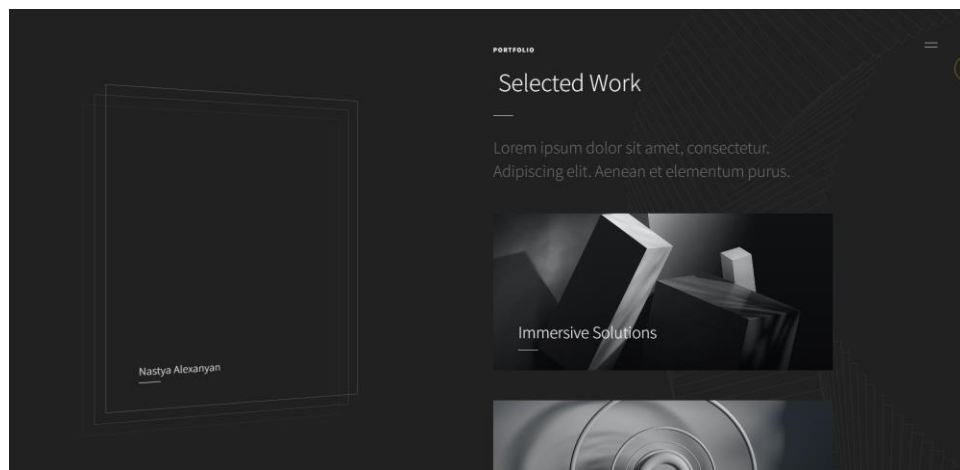 PORTFOLIO
Selected Work
Lorem ipsum dolor sit amet, consectetur.
Adipiscing elit. Aenean et elementum purus.
Immersive Solutions
Nastya Alexanyan